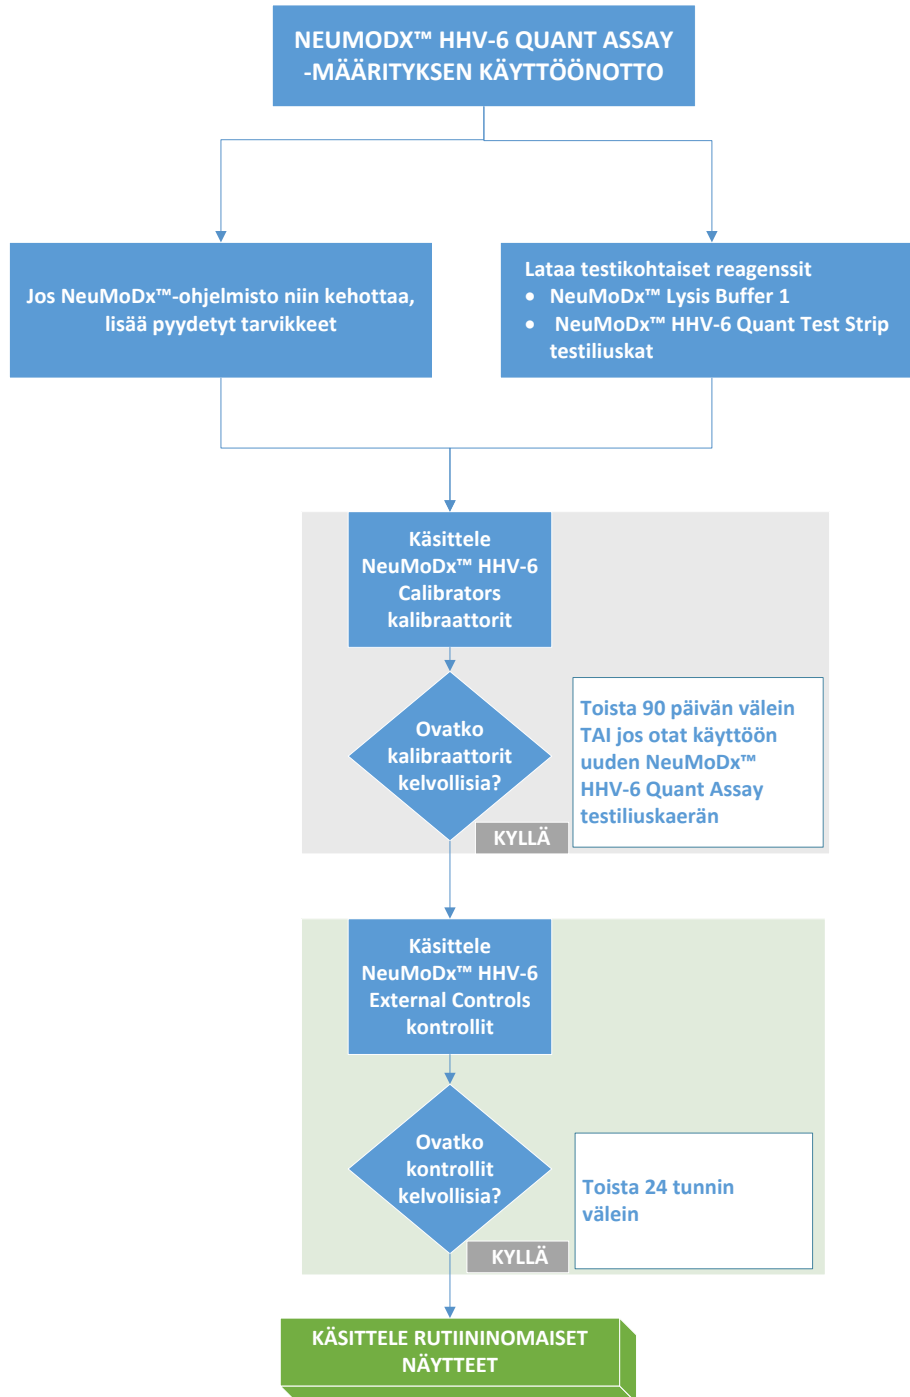 NEUMODX™ HHV-6 QUANT ASSAY
-MÄÄRITYKSEN KÄYTTÖÖNOTTO
Jos NeuMoDx™-ohjelmisto niin kehottaa,
lisää pyydetyt tarvikkeet
Lataa testikohtaiset reagenssit
• NeuMoDx™ Lysis Buffer 1
• NeuMoDx™ HHV-6 Quant Test Strip
testiliuskat
Käsittele
NeuMoDx™ HHV-6
Calibrators
kalibraattorit
Ovatko
kalibraattorit
kelvollisia?
Toista 90 päivän välein
TAI jos otat käyttöön
uuden NeuMoDx™
HHV-6 Quant Assay
testiliuskaerän
KYLLÄ
Käsittele
NeuMoDx™ HHV-6
External Controls
kontrollit
Ovatko
kontrollit
kelvollisia?
Toista 24 tunnin
välein
KYLLÄ
KÄSITTELE RUTIININOMAISET
NÄYTTEET